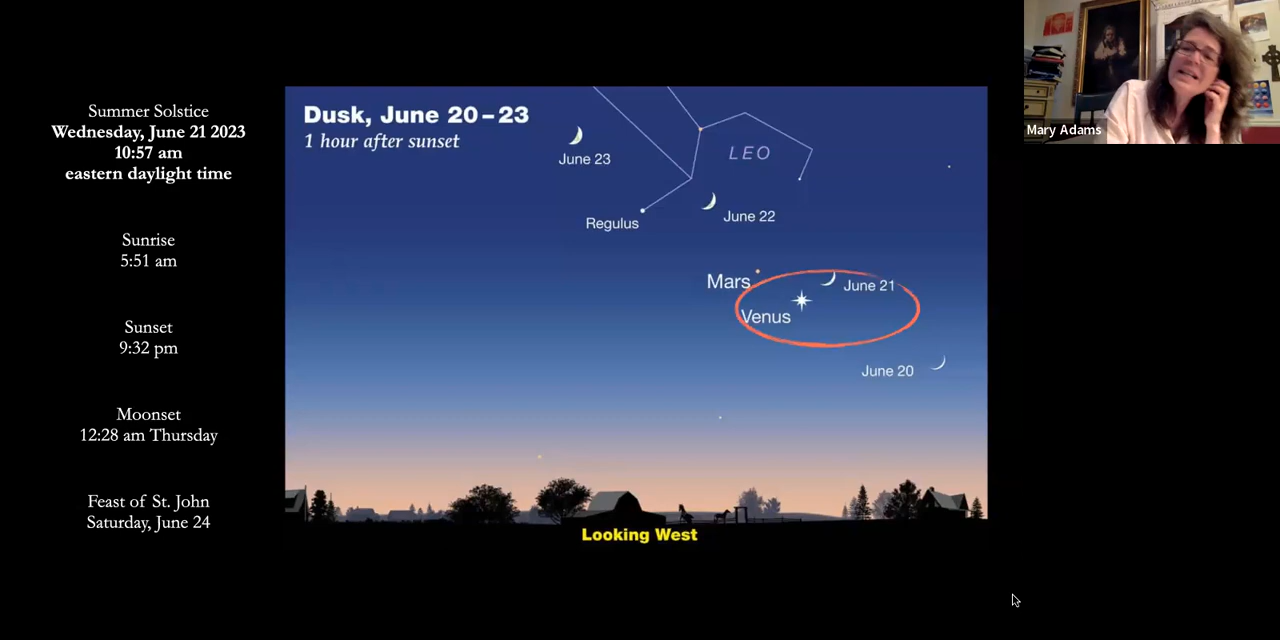 Summer Solstice
Wednesday, June 21 2023
10:57 am
eastern daylight time
Sunrise
5:51 am
Sunset
9:32 pm
Moonset
12:28 am Thursday
Feast of St. John
Saturday, June 24
Dusk, June 20–23
1 hour after sunset
June 23
LEO
Regulus
June 22
Mars
June 21
Venus
June 20
Looking West
Mary Adams